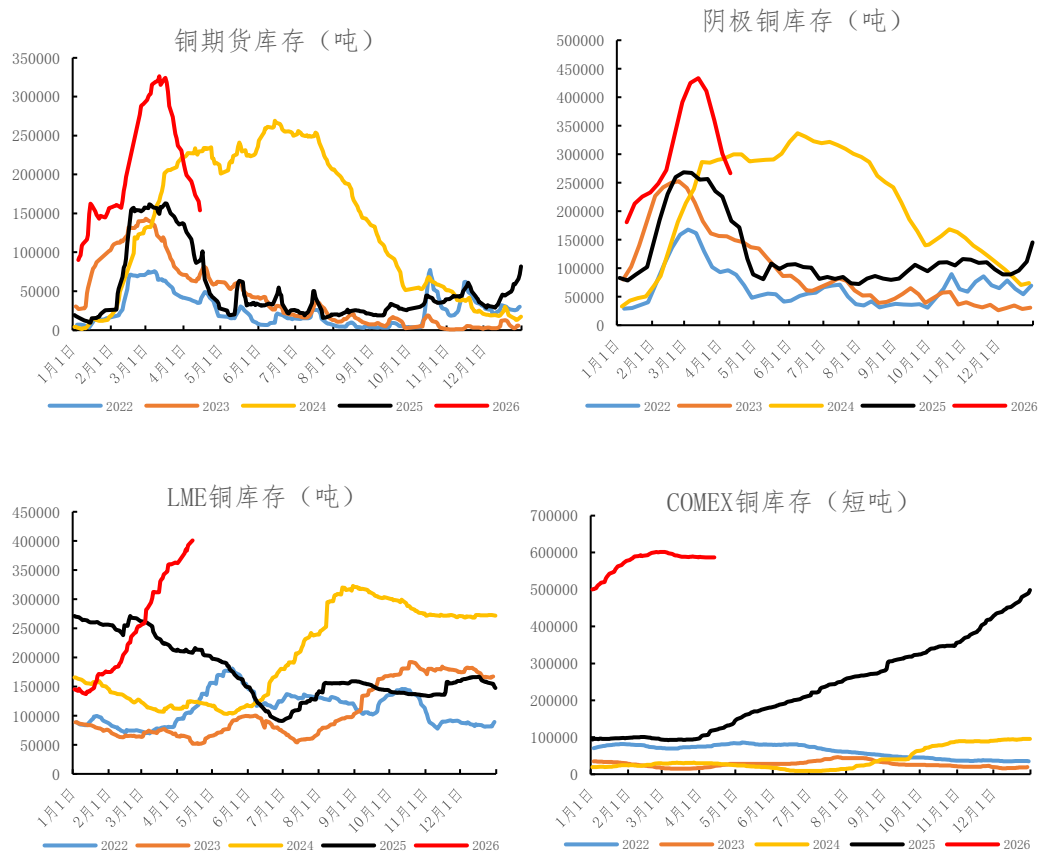 铜期货库存（吨）
350000
300000
250000
200000
150000
100000
50000
0
1月1日
2月1日
3月1日
4月1日
5月1日
6月1日
7月1日
8月1日
9月1日
10月1日
11月1日
12月1日
2022 2023 2024 2025 2026
阴极铜库存（吨）
500000
450000
400000
350000
300000
250000
200000
150000
100000
50000
0
1月1日
2月1日
3月1日
4月1日
5月1日
6月1日
7月1日
8月1日
9月1日
10月1日
11月1日
12月1日
2022 2023 2024 2025 2026
LME铜库存（吨）
450000
400000
350000
300000
250000
200000
150000
100000
50000
0
1月1日
2月1日
3月1日
4月1日
5月1日
6月1日
7月1日
8月1日
9月1日
10月1日
11月1日
12月1日
2022 2023 2024 2025 2026
COMEX铜库存（短吨）
700000
600000
500000
400000
300000
200000
100000
0
1月1日
2月1日
3月1日
4月1日
5月1日
6月1日
7月1日
8月1日
9月1日
10月1日
11月1日
12月1日
2022 2023 2024 2025 2026